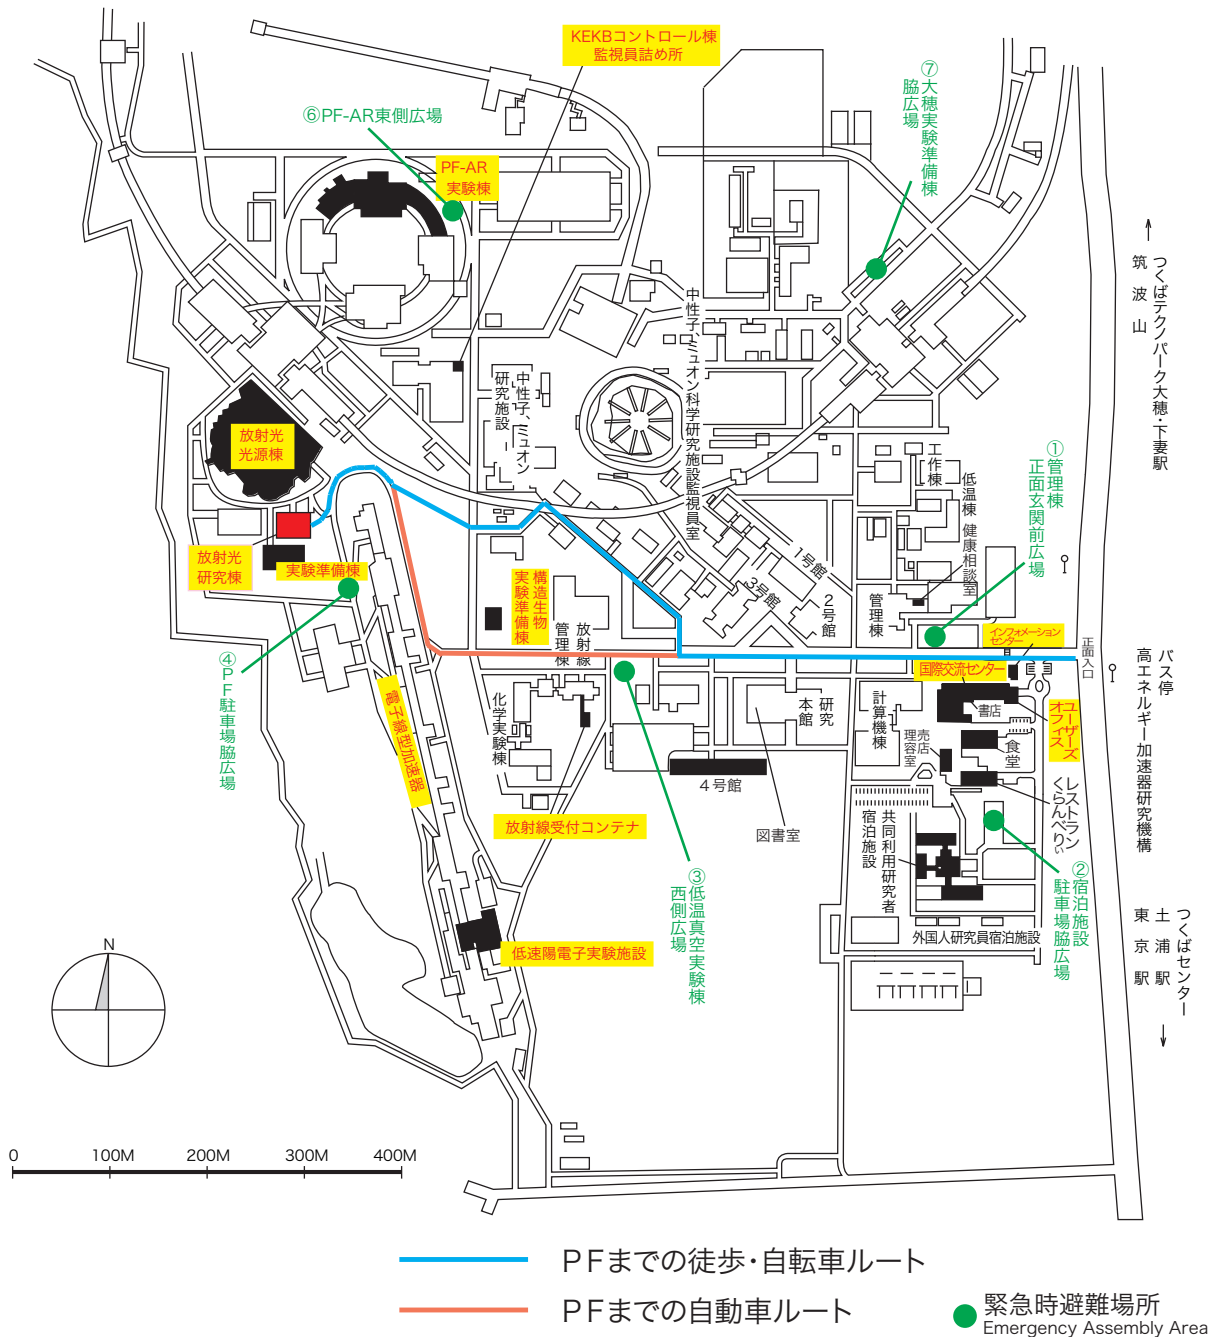 KEKBコントロール棟
監視員詰め所
⑥PF-AR東側広場
PF-AR
実験棟
⑦大穂実験準備棟
脇広場
筑波山
つくばテクノパーク大穂・下妻駅
中性子、ミュオン科学研究施設監視員室
中性子、ミュオン
研究施設
放射光
光源棟
放射光
研究棟
実験準備棟
④PF駐車場脇広場
電子線型加速器
構造生物
実験準備棟
放射線
管理棟
化学実験棟
放射線受付コンテナ
低速陽電子実験施設
③低温真空実験棟
西側広場
4号館
図書室
研究
本館
1号館
3号館
2号館
工作棟
低温棟
健康相談室
管理棟
①管理棟
正面玄関前広場
インフォメーション
センター
国際交流センター
正面入口
バス停
高エネルギー加速器研究機構
ユーザーズ
オフィス
書店
計算機棟
売店
理容室
食堂
レストラン
くらんべりぃ
共同利用研究者
宿泊施設
外国人研究員宿泊施設
②宿泊施設
駐車場脇広場
つくばセンター
土浦駅
東京駅
N
0 100M 200M 300M 400M
PFまでの徒歩・自転車ルート
PFまでの自動車ルート
緊急時避難場所
Emergency Assembly Area